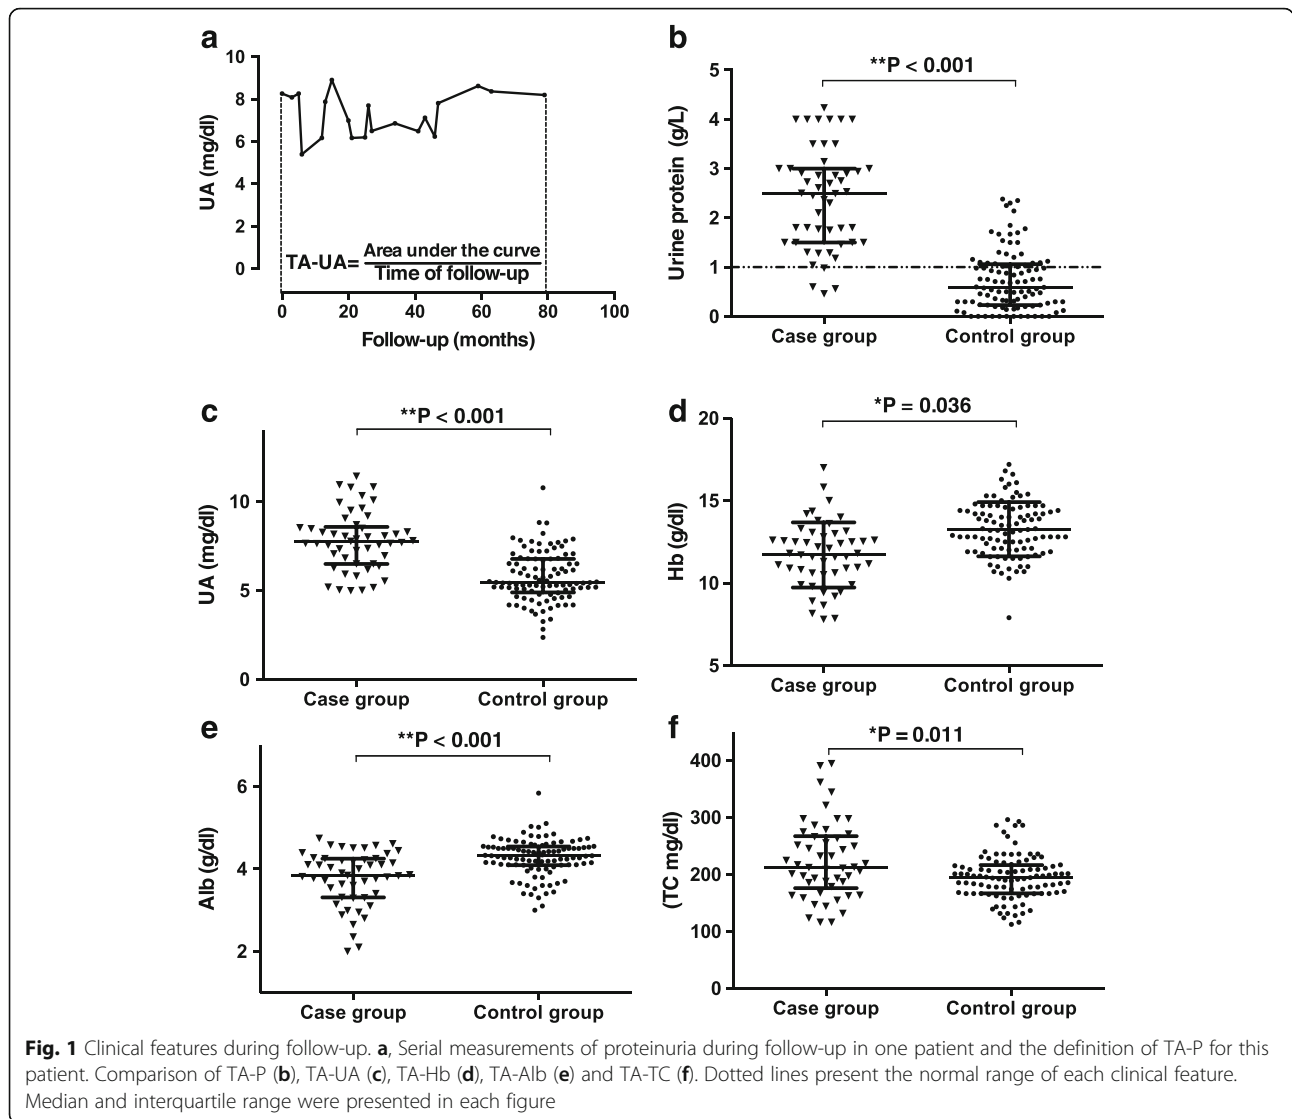 a
10
8
6
4
2
0
UA (mg/dl)
TA-UA= Area under the curve
Time of follow-up
0 20 40 60 80 100
Follow-up (months)
b
**P < 0.001
5
4
3
2
1
0
Urine protein (g/L)
Case group Control group
c
**P < 0.001
10
5
0
UA (mg/dl)
Case group Control group
d
*P = 0.036
20
15
10
5
Hb (g/dl)
Case group Control group
e
**P < 0.001
6
4
2
Alb (g/dl)
Case group Control group
f
*P = 0.011
400
300
200
100
0
(TC mg/dl)
Case group Control group
Fig. 1 Clinical features during follow-up. a, Serial measurements of proteinuria during follow-up in one patient and the definition of TA-P for this
patient. Comparison of TA-P (b), TA-UA (c), TA-Hb (d), TA-Alb (e) and TA-TC (f). Dotted lines present the normal range of each clinical feature.
Median and interquartile range were presented in each figure